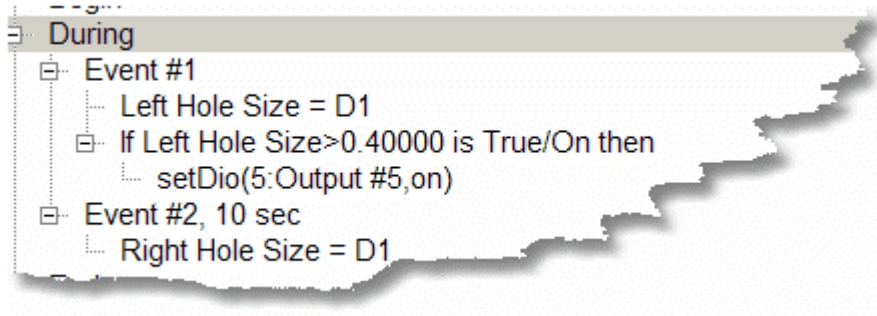 During
Event #1
Left Hole Size = D1
If Left Hole Size>0.40000 is True/On then
setDio(5:Output #5,on)
Event #2, 10 sec
Right Hole Size = D1